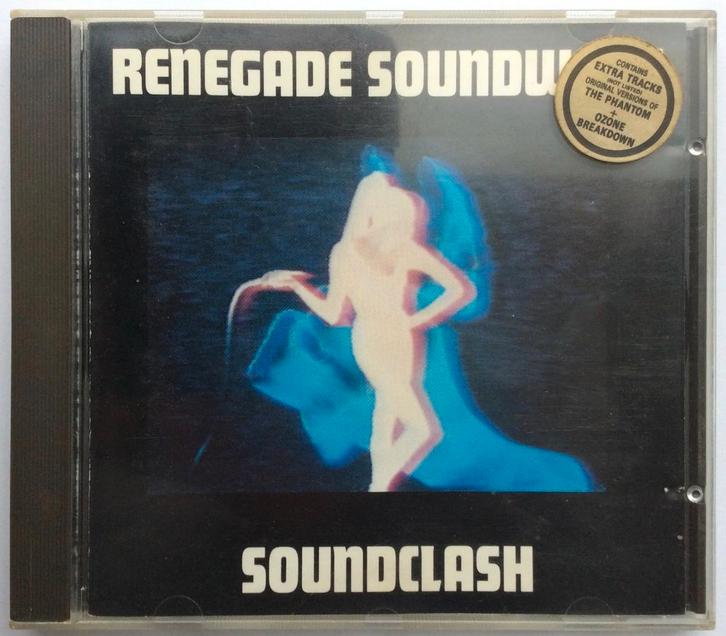 RENEGADE SOUNDW
CONTAINS
EXTRA TRACKS
(NOT LISTED)
ORIGINAL VERSIONS OF
THE PHANTOM
+
OZONE
BREAKDOWN
SOUNDCLASH